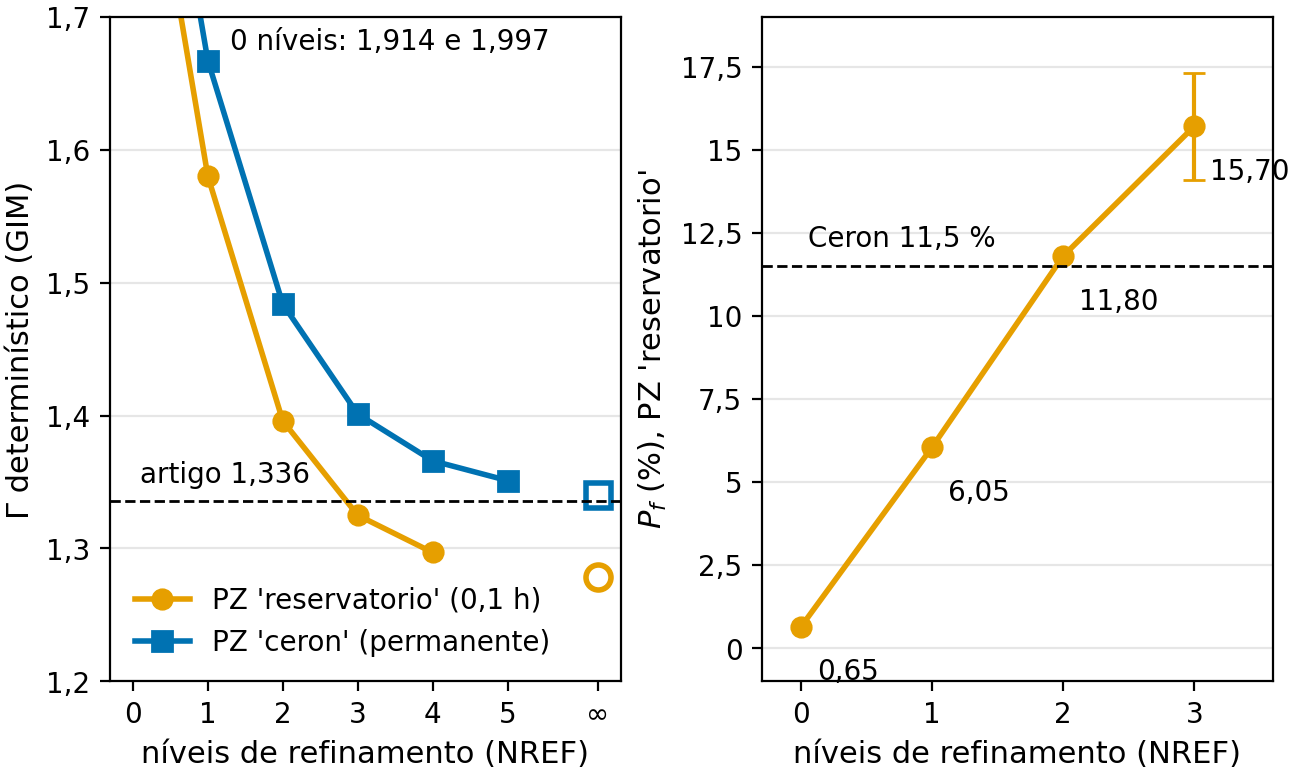 Γ determinístico (GIM)
1,7
1,6
1,5
1,4
1,3
1,2
0 níveis: 1,914 e 1,997
artigo 1,336
PZ 'reservatorio' (0,1 h)
PZ 'ceron' (permanente)
0 1 2 3 4 5 ∞
níveis de refinamento (NREF)
P_f (%), PZ 'reservatorio'
17,5
15
12,5
10
7,5
5
2,5
0
15,70
Ceron 11,5 %
11,80
6,05
0,65
0 1 2 3
níveis de refinamento (NREF)